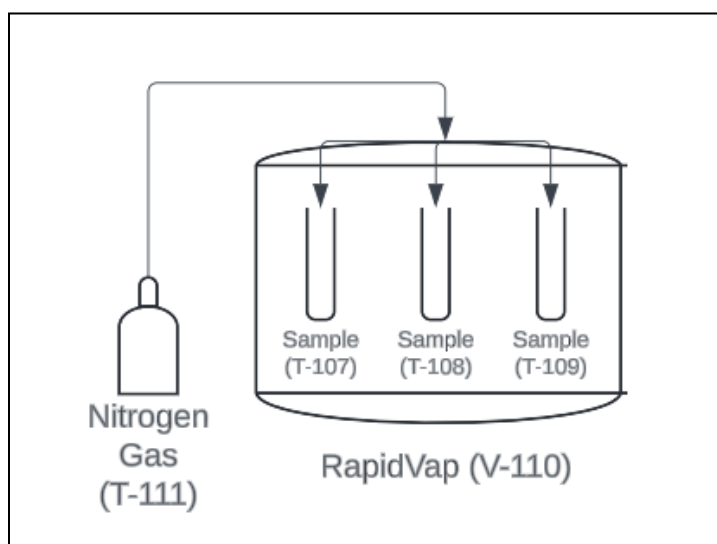 Sample
(T-107)
Sample
(T-108)
Sample
(T-109)
Nitrogen
Gas
(T-111)
RapidVap (V-110)